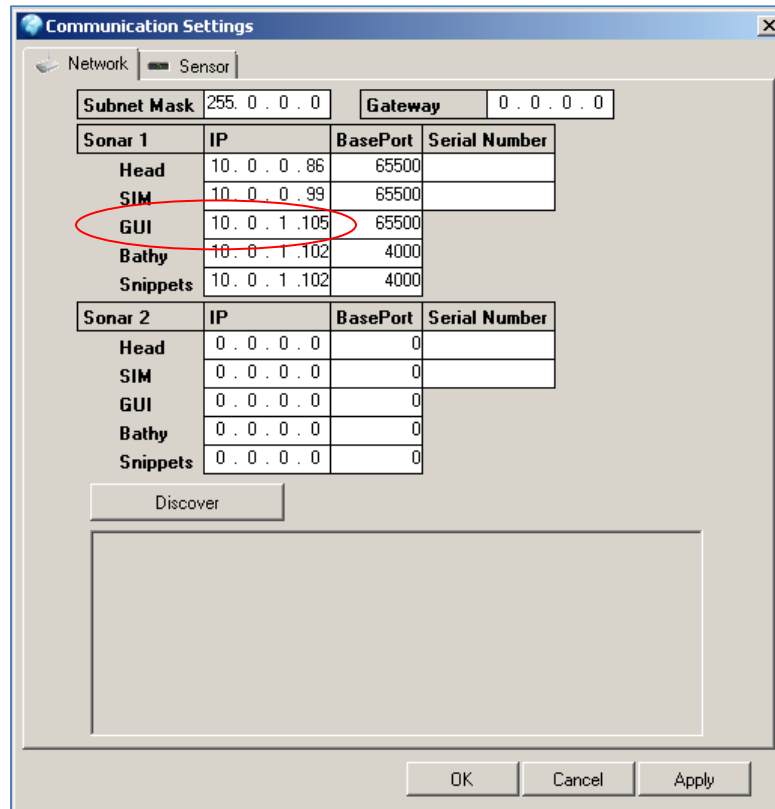 Communication Settings
Network Sensor
Subnet Mask 255. 0 . 0 . 0 Gateway 0 . 0 . 0 . 0
Sonar 1 IP BasePort Serial Number
Head 10 . 0 . 0 .86 65500
SIM 10 . 0 . 0 .99 65500
GUI 10 . 0 . 1 .105 65500
Bathy 10 . 0 . 1 .102 4000
Snippets 10 . 0 . 1 .102 4000
Sonar 2 IP BasePort Serial Number
Head 0 . 0 . 0 . 0 0
SIM 0 . 0 . 0 . 0 0
GUI 0 . 0 . 0 . 0 0
Bathy 0 . 0 . 0 . 0 0
Snippets 0 . 0 . 0 . 0 0
Discover
OK Cancel Apply